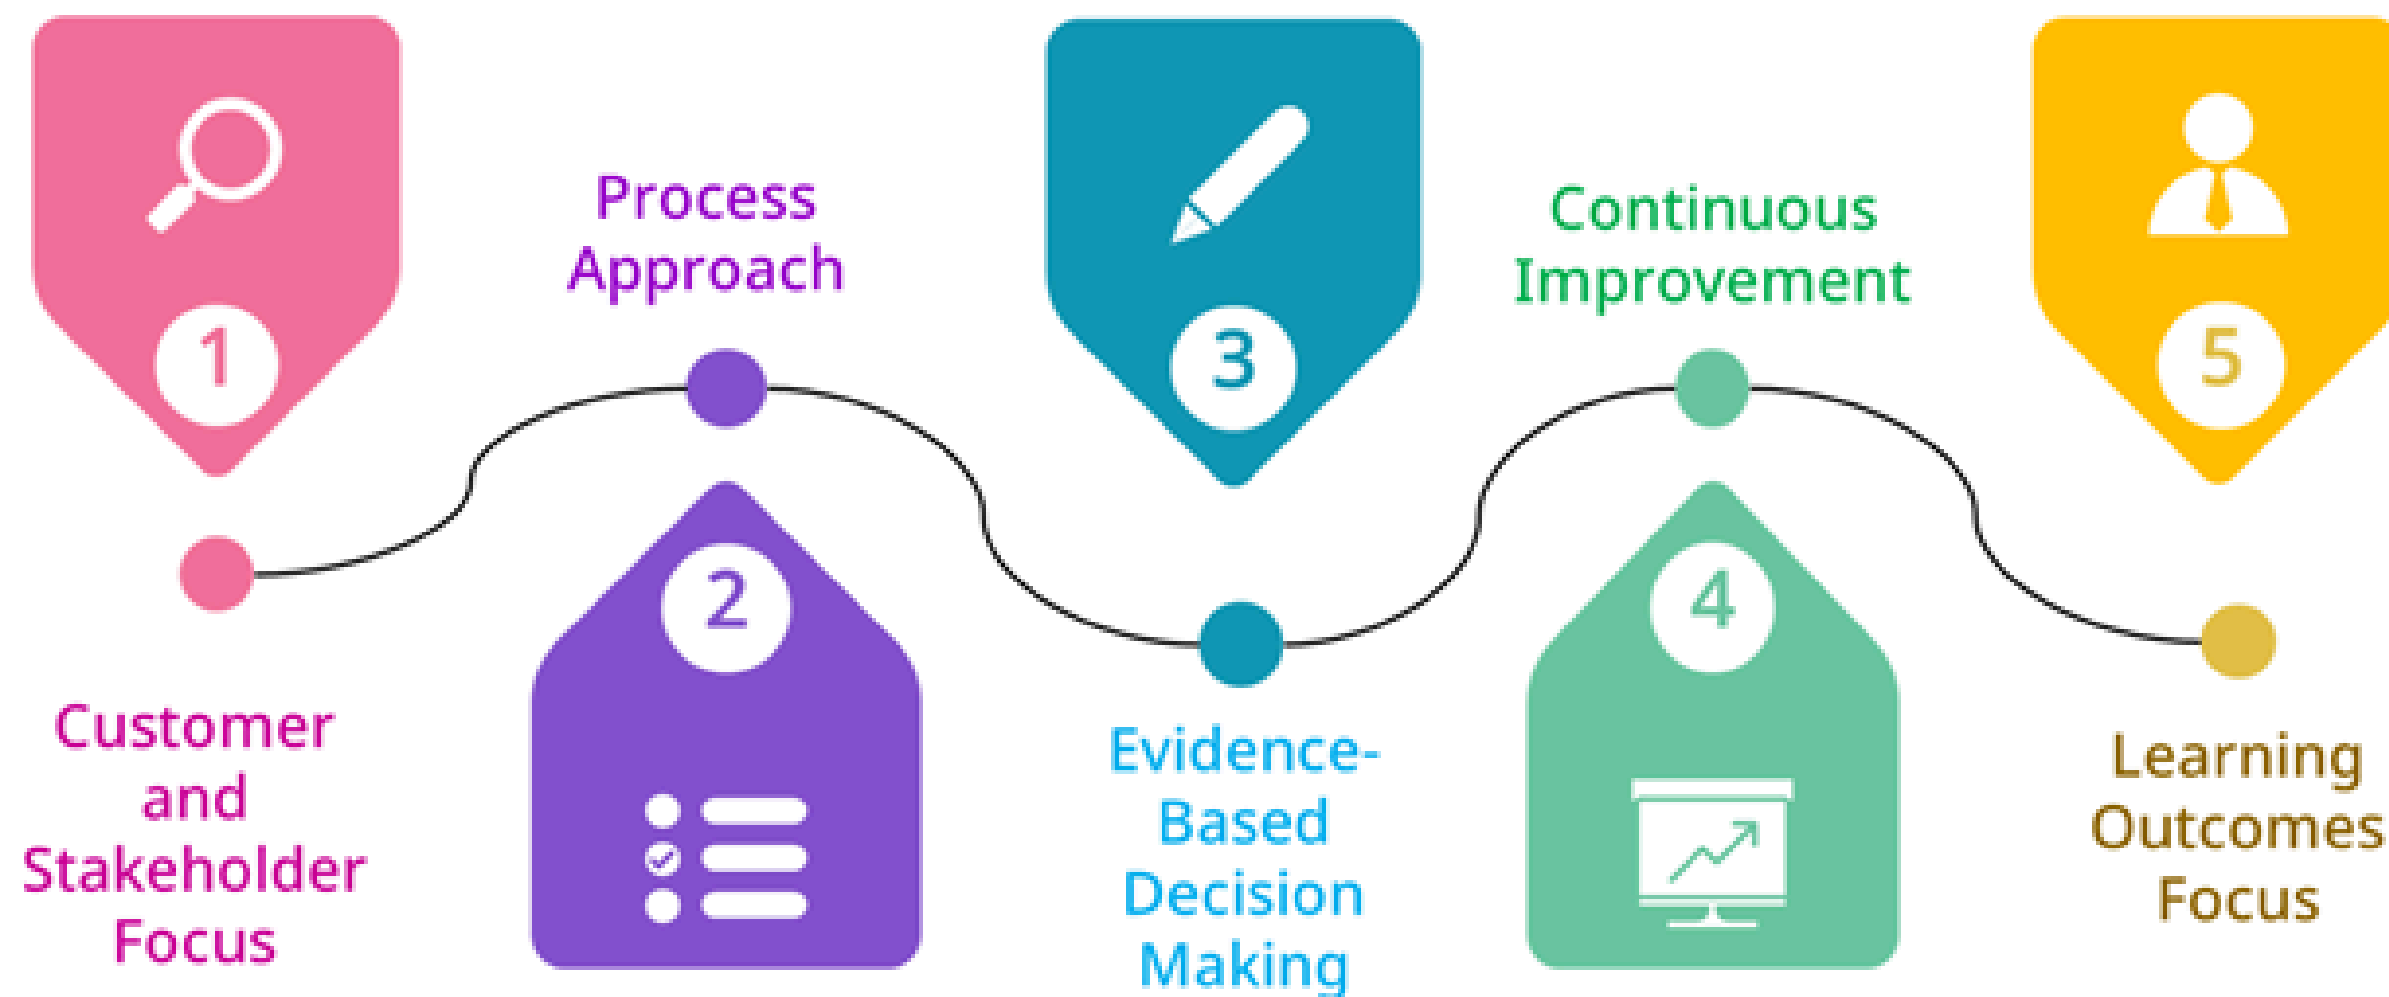 1
Customer
and
Stakeholder
Focus
Process
Approach
2
3
Evidence-
Based
Decision
Making
Continuous
Improvement
4
5
Learning
Outcomes
Focus